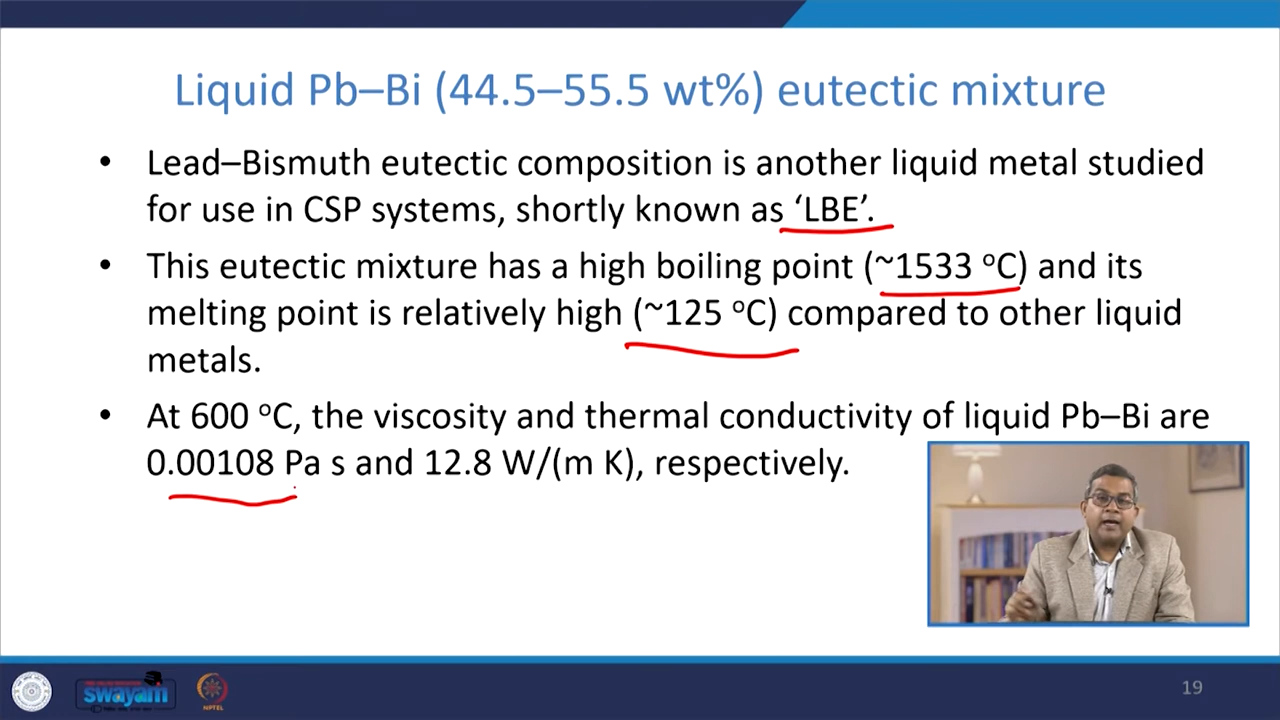 Liquid Pb–Bi (44.5–55.5 wt%) eutectic mixture
• Lead–Bismuth eutectic composition is another liquid metal studied
for use in CSP systems, shortly known as ‘LBE’.
• This eutectic mixture has a high boiling point (~1533 °C) and its
melting point is relatively high (~125 °C) compared to other liquid
metals.
• At 600 °C, the viscosity and thermal conductivity of liquid Pb–Bi are
0.00108 Pa s and 12.8 W/(m K), respectively.
swayam
NPTEL
19